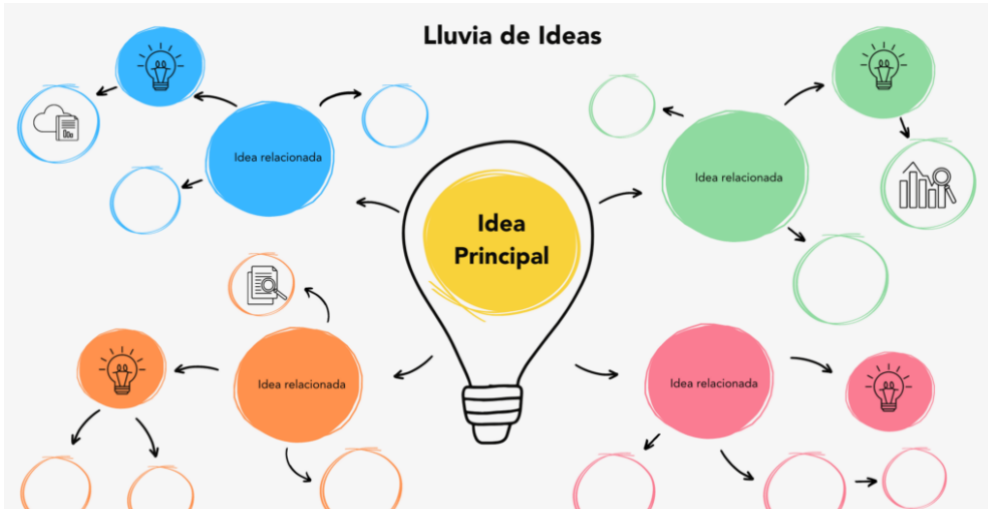 Lluvia de Ideas
Idea relacionada
Idea relacionada
Idea
Principal
Idea relacionada
Idea relacionada